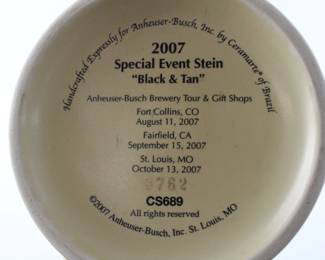 Handcrafted Expressly for Anheuser-Busch, Inc. by Ceramarte® of Brazil
2007
Special Event Stein
"Black & Tan"
Anheuser-Busch Brewery Tour & Gift Shops
Fort Collins, CO
August 11, 2007
Fairfield, CA
September 15, 2007
St. Louis, MO
October 13, 2007
0762
CS689
All rights reserved
©2007 Anheuser-Busch, Inc. St. Louis, MO